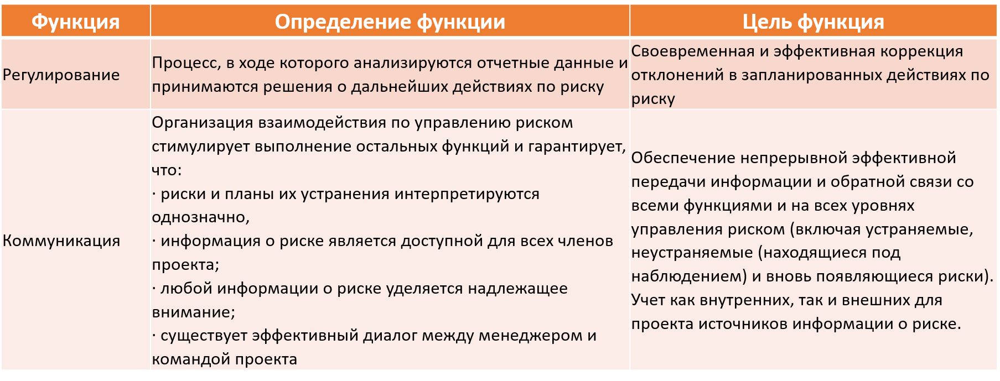 Функция
Определение функции
Цель функция
Регулирование
Процесс, в ходе которого анализируются отчетные данные и
принимаются решения о дальнейших действиях по риску
Своевременная и эффективная коррекция
отклонений в запланированных действиях по
риску
Коммуникация
Организация взаимодействия по управлению риском
стимулирует выполнение остальных функций и гарантирует,
что:
· риски и планы их устранения интерпретируются
однозначно,
· информация о риске является доступной для всех членов
проекта;
· любой информации о риске уделяется надлежащее
внимание;
· существует эффективный диалог между менеджером и
командой проекта
Обеспечение непрерывной эффективной
передачи информации и обратной связи со
всеми функциями и на всех уровнях
управления риском (включая устраняемые,
неустраняемые (находящиеся под
наблюдением) и вновь появляющиеся риски).
Учет как внутренних, так и внешних для
проекта источников информации о риске.